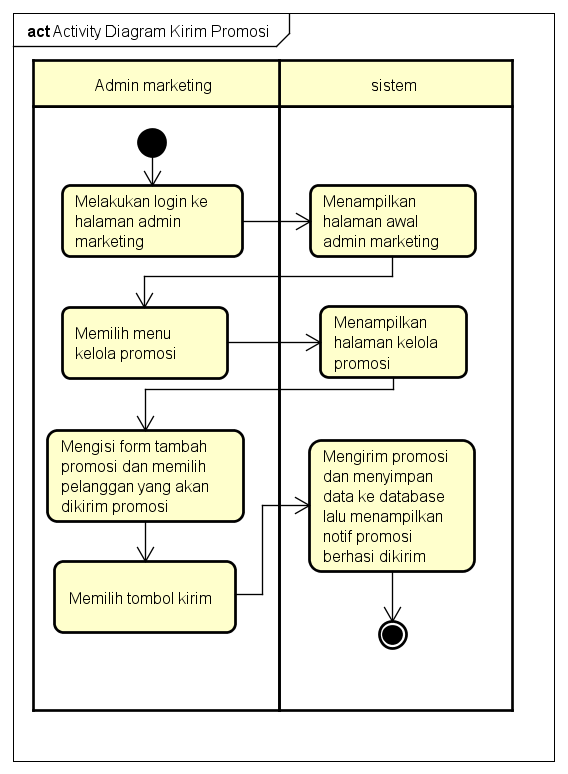 act Activity Diagram Kirim Promosi
Admin marketing
sistem
Melakukan login ke
halaman admin
marketing
Menampilkan
halaman awal
admin marketing
Memilih menu
kelola promosi
Menampilkan
halaman kelola
promosi
Mengisi form tambah
promosi dan memilih
pelanggan yang akan
dikirim promosi
Mengirim promosi
dan menyimpan
data ke database
lalu menampilkan
notif promosi
berhasi dikirim
Memilih tombol kirim